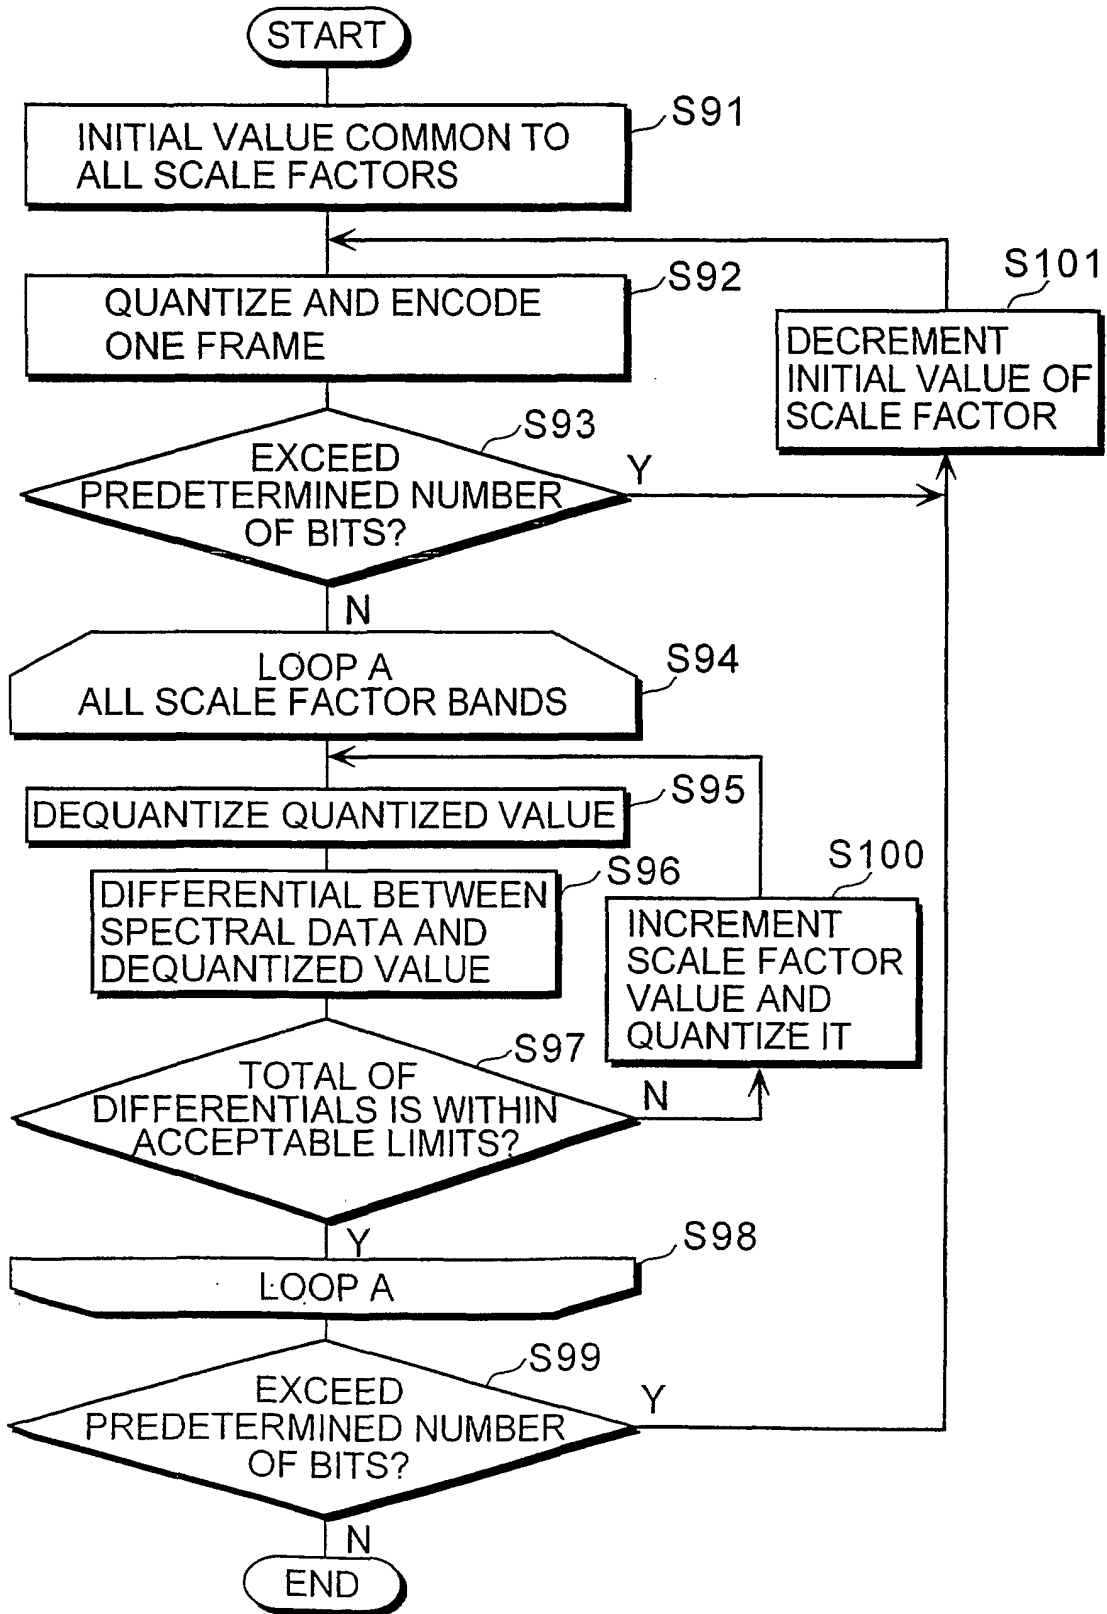 START
S91
INITIAL VALUE COMMON TO
ALL SCALE FACTORS
S92
QUANTIZE AND ENCODE
ONE FRAME
S101
DECREMENT
INITIAL VALUE OF
SCALE FACTOR
S93
EXCEED
PREDETERMINED NUMBER
OF BITS?
Y
N
S94
LOOP A
ALL SCALE FACTOR BANDS
S95
DEQUANTIZE QUANTIZED VALUE
S96
DIFFERENTIAL BETWEEN
SPECTRAL DATA AND
DEQUANTIZED VALUE
S100
INCREMENT
SCALE FACTOR
VALUE AND
QUANTIZE IT
S97
TOTAL OF
DIFFERENTIALS IS WITHIN
ACCEPTABLE LIMITS?
N
Y
S98
LOOP A
S99
EXCEED
PREDETERMINED NUMBER
OF BITS?
Y
N
END